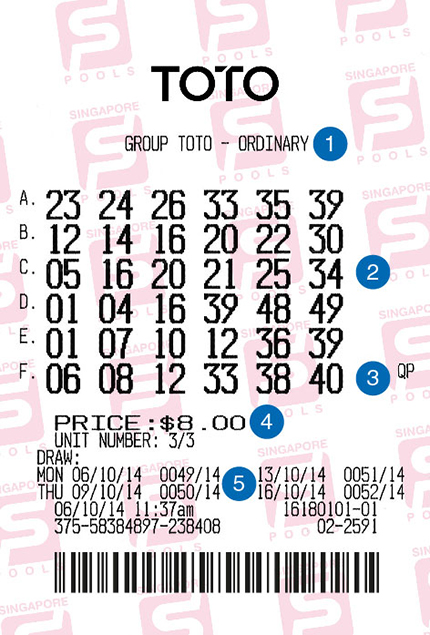 TOTO
GROUP TOTO - ORDINARY 1
A. 23 24 26 33 35 39
B. 12 14 16 20 22 30
C. 05 16 20 21 25 34 2
D. 01 04 16 39 48 49
E. 01 07 10 12 36 39
F. 06 08 12 33 38 40 3 QP
PRICE:$8.00 4
UNIT NUMBER: 3/3
DRAW:
MON 06/10/14 0049/14 13/10/14 0051/14
THU 09/10/14 0050/14 5 16/10/14 0052/14
06/10/14 11:37am 16180101-01
375-58384897-238408 02-2591
SINGAPORE
POOLS